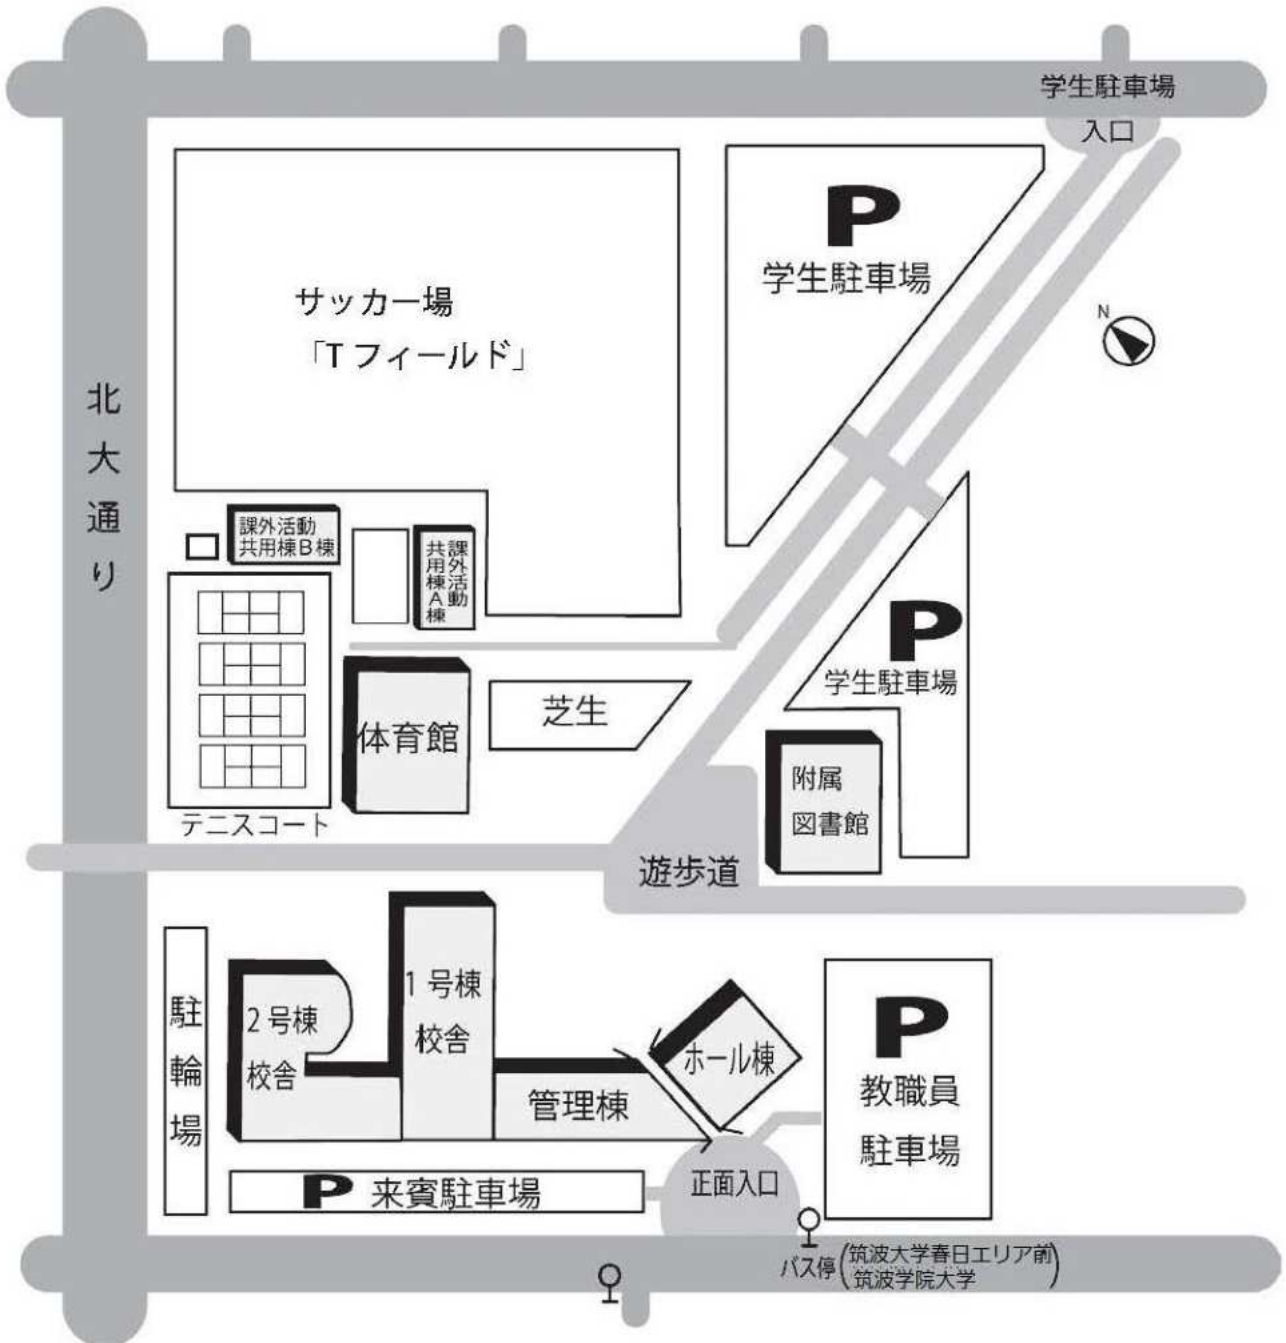 学生駐車場
入口
P
学生駐車場
サッカー場
「Tフィールド」
N
北大通り
課外活動
共用棟B棟
課外活動
共用棟A棟
P
学生駐車場
芝生
体育館
附属
図書館
テニスコート
遊歩道
駐輪場
2号棟
校舎
1号棟
校舎
ホール棟
管理棟
P
教職員
駐車場
P 来賓駐車場
正面入口
バス停(筑波大学春日エリア前
筑波学院大学)